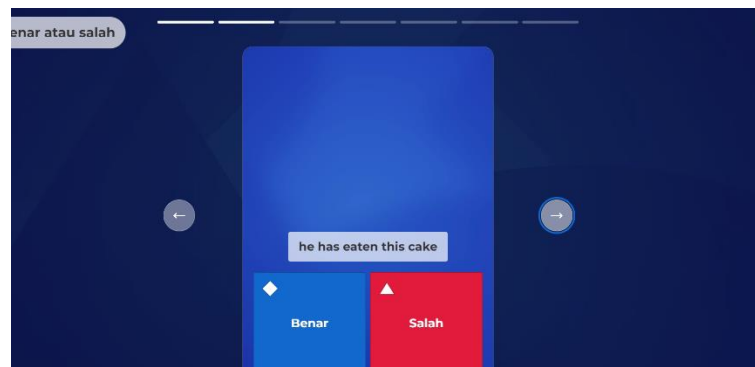 enar atau salah
he has eaten this cake
Benar
Salah